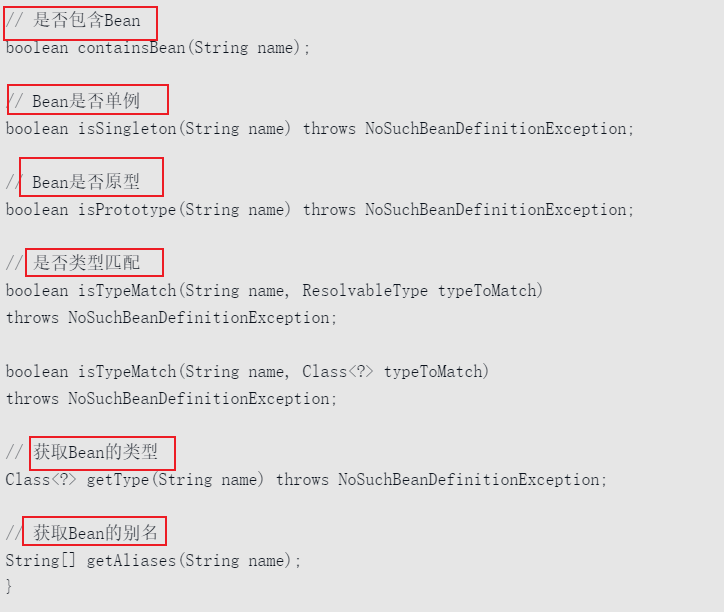 // 是否包含Bean
boolean containsBean(String name);
// Bean是否单例
boolean isSingleton(String name) throws NoSuchBeanDefinitionException;
// Bean是否原型
boolean isPrototype(String name) throws NoSuchBeanDefinitionException;
// 是否类型匹配
boolean isTypeMatch(String name, ResolvableType typeToMatch)
throws NoSuchBeanDefinitionException;
boolean isTypeMatch(String name, Class<?> typeToMatch)
throws NoSuchBeanDefinitionException;
// 获取Bean的类型
Class<?> getType(String name) throws NoSuchBeanDefinitionException;
// 获取Bean的别名
String[] getAliases(String name);
}